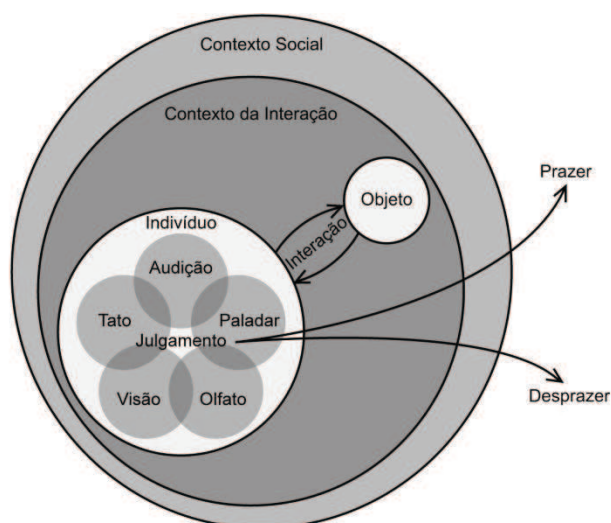 Contexto Social
Contexto da Interação
Prazer
Objeto
Indivíduo
Interação
Audição
Tato
Paladar
Julgamento
Visão
Olfato
Desprazer